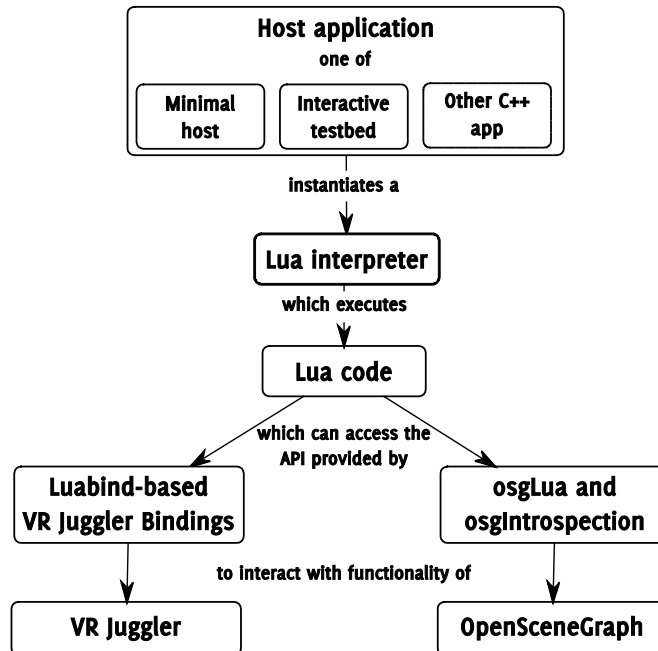 Host application
one of
Minimal
host
Interactive
testbed
Other C++
app
instantiates a
Lua interpreter
which executes
Lua code
which can access the
API provided by
Luabind-based
VR Juggler Bindings
osgLua and
osgIntrospection
to interact with functionality of
VR Juggler
OpenSceneGraph